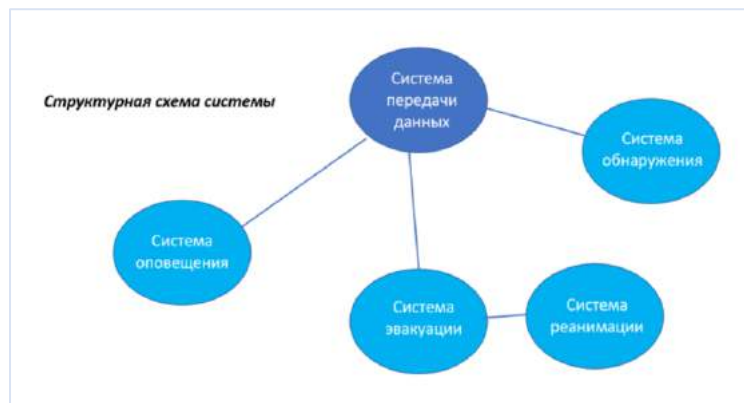 Структурная схема системы
Система
передачи
данных
Система
обнаружения
Система
оповещения
Система
эвакуации
Система
реанимации